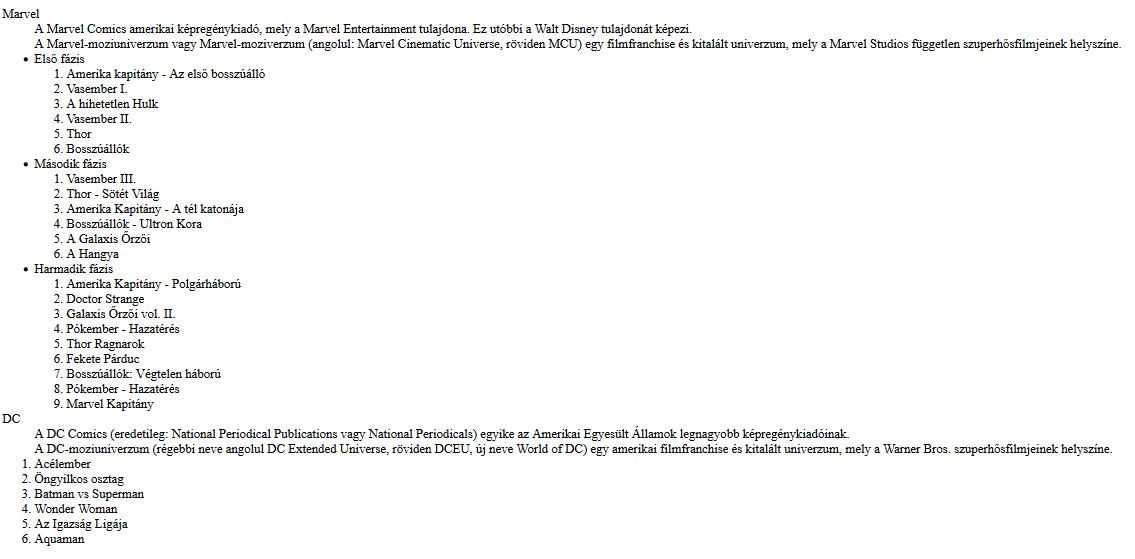 Marvel
A Marvel Comics amerikai képregénykiadó, mely a Marvel Entertainment tulajdona. Ez utóbbi a Walt Disney tulajdonát képezi.
A Marvel-moziuniverzum vagy Marvel-moziverzum (angolul: Marvel Cinematic Universe, röviden MCU) egy filmfranchise és kitalált univerzum, mely a Marvel Studios független szuperhősfilmjeinek helyszíne.
• Első fázis
1. Amerika kapitány - Az első bosszúálló
2. Vasember I.
3. A hihetetlen Hulk
4. Vasember II.
5. Thor
6. Bosszúállók
• Második fázis
1. Vasember III.
2. Thor - Sötét Világ
3. Amerika Kapitány - A tél katonája
4. Bosszúállók - Ultron Kora
5. A Galaxis Őrzői
6. A Hangya
• Harmadik fázis
1. Amerika Kapitány - Polgárháború
2. Doctor Strange
3. Galaxis Őrzői vol. II.
4. Pókember - Hazatérés
5. Thor Ragnarok
6. Fekete Párduc
7. Bosszúállók: Végtelen háború
8. Pókember - Hazatérés
9. Marvel Kapitány
DC
A DC Comics (eredetileg: National Periodical Publications vagy National Periodicals) egyike az Amerikai Egyesült Államok legnagyobb képregénykiadóinak.
A DC-moziuniverzum (régebbi neve angolul DC Extended Universe, röviden DCEU, új neve World of DC) egy amerikai filmfranchise és kitalált univerzum, mely a Warner Bros. szuperhősfilmjeinek helyszíne.
1. Acélember
2. Öngyilkos osztag
3. Batman vs Superman
4. Wonder Woman
5. Az Igazság Ligája
6. Aquaman